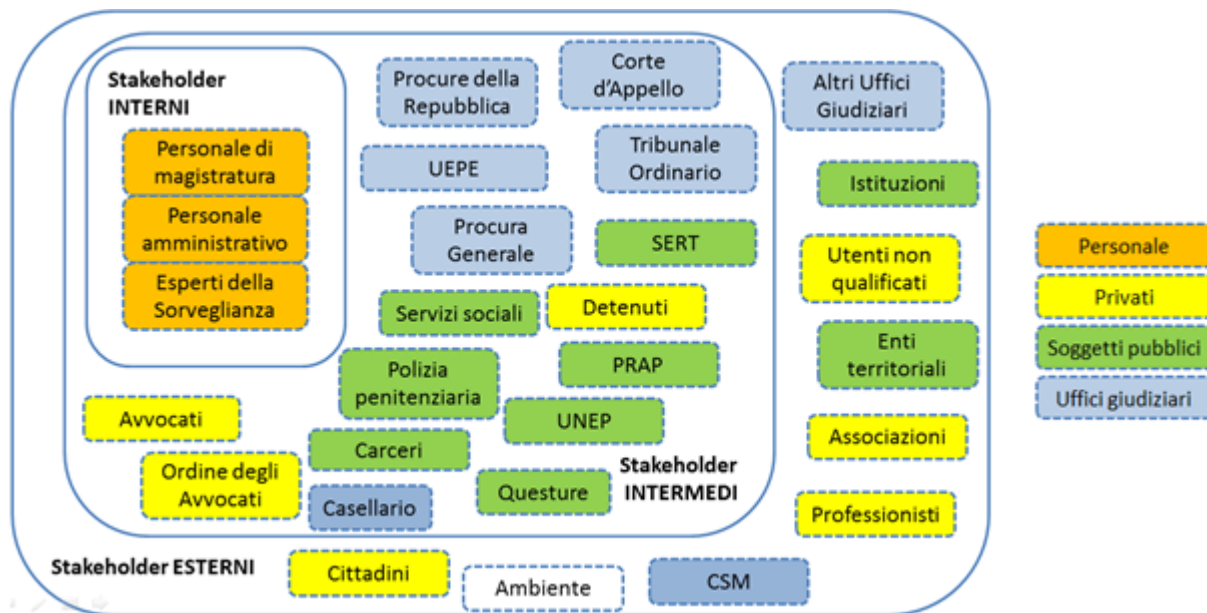 Stakeholder
INTERNI
Personale di
magistratura
Personale
amministrativo
Esperti della
Sorveglianza
Procure della
Repubblica
Corte
d'Appello
UEPE
Tribunale
Ordinario
Procura
Generale
SERT
Servizi sociali
Detenuti
Polizia
penitenziaria
PRAP
UNEP
Avvocati
Carceri
Ordine degli
Avvocati
Casellario
Questure
Stakeholder
INTERMEDI
Altri Uffici
Giudiziari
Istituzioni
Utenti non
qualificati
Enti
territoriali
Associazioni
Professionisti
Stakeholder ESTERNI
Cittadini
Ambiente
CSM
Personale
Privati
Soggetti pubblici
Uffici giudiziari